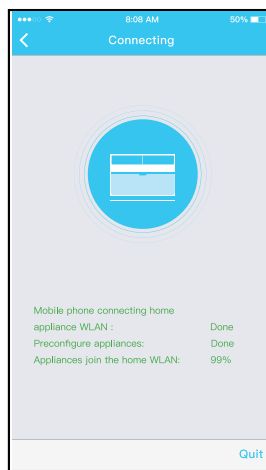 8:08 AM 50%
Connecting
Mobile phone connecting home
appliance WLAN : Done
Preconfigure appliances: Done
Appliances join the home WLAN: 99%
Quit